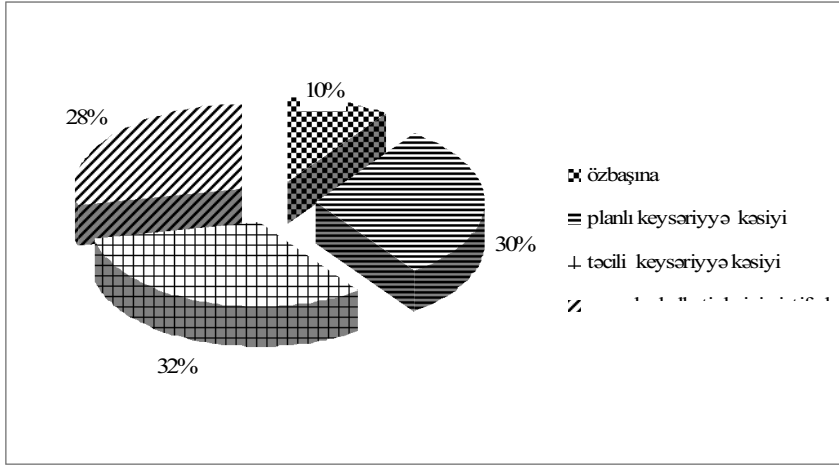 10%
28%
özbaşına
planlı keysəriyyə kəsiyi
30%
təcili keysəriyyə kəsiyi
32%